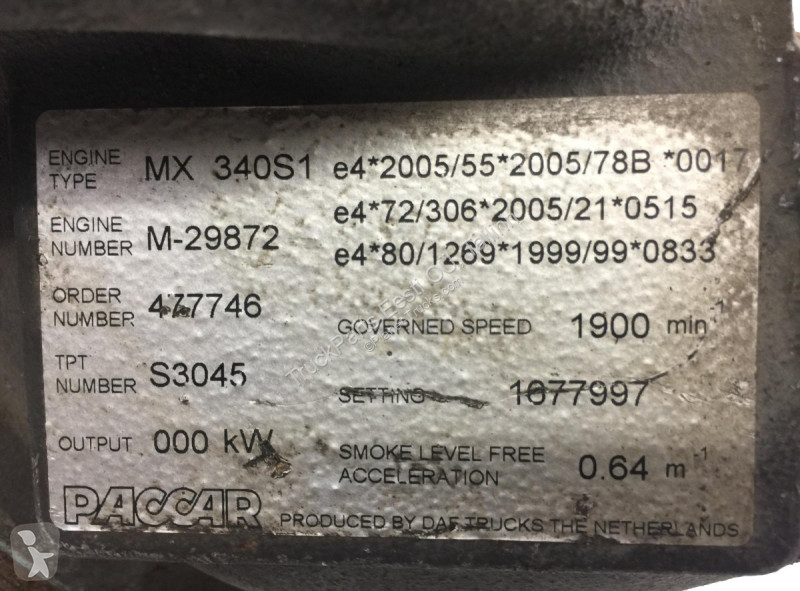 ENGINE TYPE MX 340S1 e4*2005/55*2005/78B *0017
e4*72/306*2005/21*0515
ENGINE NUMBER M-29872
e4*80/1269*1999/99*0833
ORDER NUMBER 477746
GOVERNED SPEED 1900 min⁻¹
TPT NUMBER S3045
SETTING 1677997
OUTPUT 000 kW
SMOKE LEVEL FREE ACCELERATION 0.64 m⁻¹
PACCAR PRODUCED BY DAF TRUCKS THE NETHERLANDS